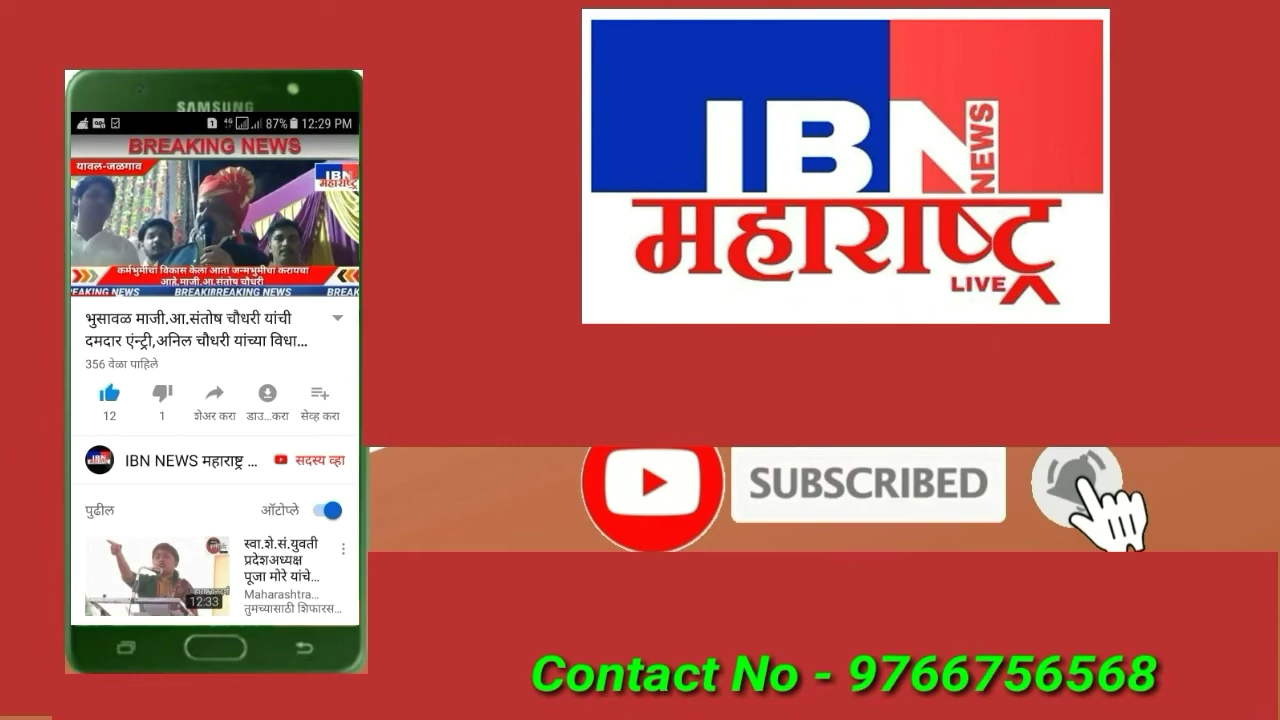 SAMSUNG
87% 12:29 PM
BREAKING NEWS
यावल-जळगाव
IBN
महाराष्ट्र
कर्मभुमीचा विकास केला आता जन्मभुमीचा करायचा
आहे.माजी.आ.संतोष चौधरी
EAKING NEWS BREAKIBREAKING NEWS BREAK
भुसावळ माजी.आ.संतोष चौधरी यांची
दमदार एंन्ट्री,अनिल चौधरी यांच्या विधा...
356 वेळा पाहिले
12 1 शेअर करा डाउ...करा सेव्ह करा
IBN NEWS महाराष्ट्र ... सदस्य व्हा
पुढील ऑटोप्ले
स्वा.शे.सं.युवती
प्रदेशअध्यक्ष
पूजा मोरे यांचे...
Maharashtra...
तुमच्यासाठी शिफारस...
12:33
IBN NEWS
महाराष्ट्र
LIVE
SUBSCRIBED
Contact No - 9766756568